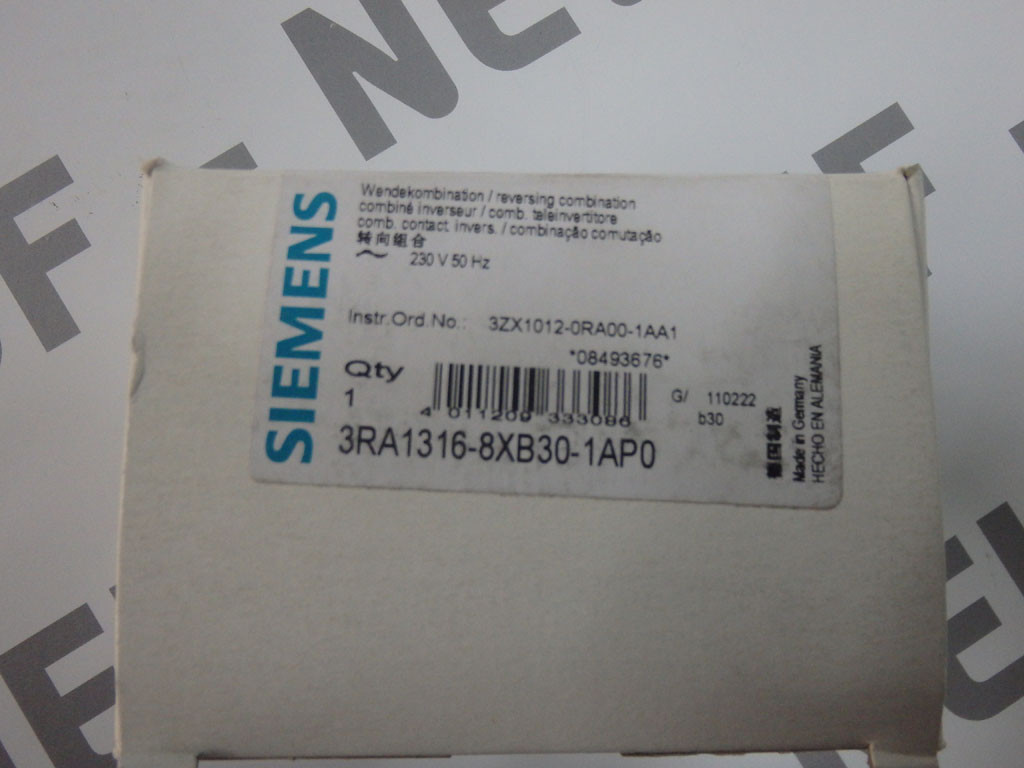 SIEMENS
Wendekombination / reversing combination
combiné inverseur / comb. teleinvertitore
comb. contact. invers. / combinação comutação
转向组合
~ 230 V 50 Hz
Instr.Ord.No.: 3ZX1012-0RA00-1AA1
*08493676*
Qty
1
4 011209 333086
G/ 110222
b30
3RA1316-8XB30-1AP0
德国制造
Made in Germany
HECHO EN ALEMANIA